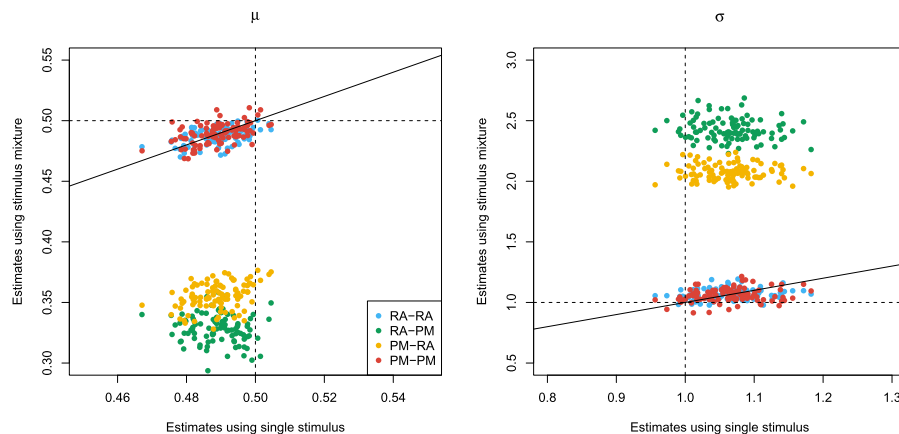 μ
Estimates using stimulus mixture
0.55
0.50
0.45
0.40
0.35
0.30
RA−RA
RA−PM
PM−RA
PM−PM
0.46 0.48 0.50 0.52 0.54
Estimates using single stimulus
σ
Estimates using stimulus mixture
3.0
2.5
2.0
1.5
1.0
0.5
0.8 0.9 1.0 1.1 1.2 1.3
Estimates using single stimulus